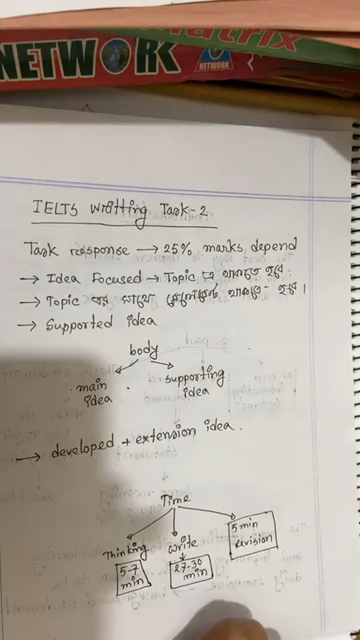 matrix
NETWORK
NETWORK
IELTS Writting Task-2
Task response → 25% marks depend
→ Idea Focused → Topic এ থাকতে হবে
→ Topic এর সাথে থাকতে হবে।
→ Supported idea
body
main idea
supporting idea
→ developed + extension idea.
Time
Thinking
5-7 min
write
27-30 min
5 min revision